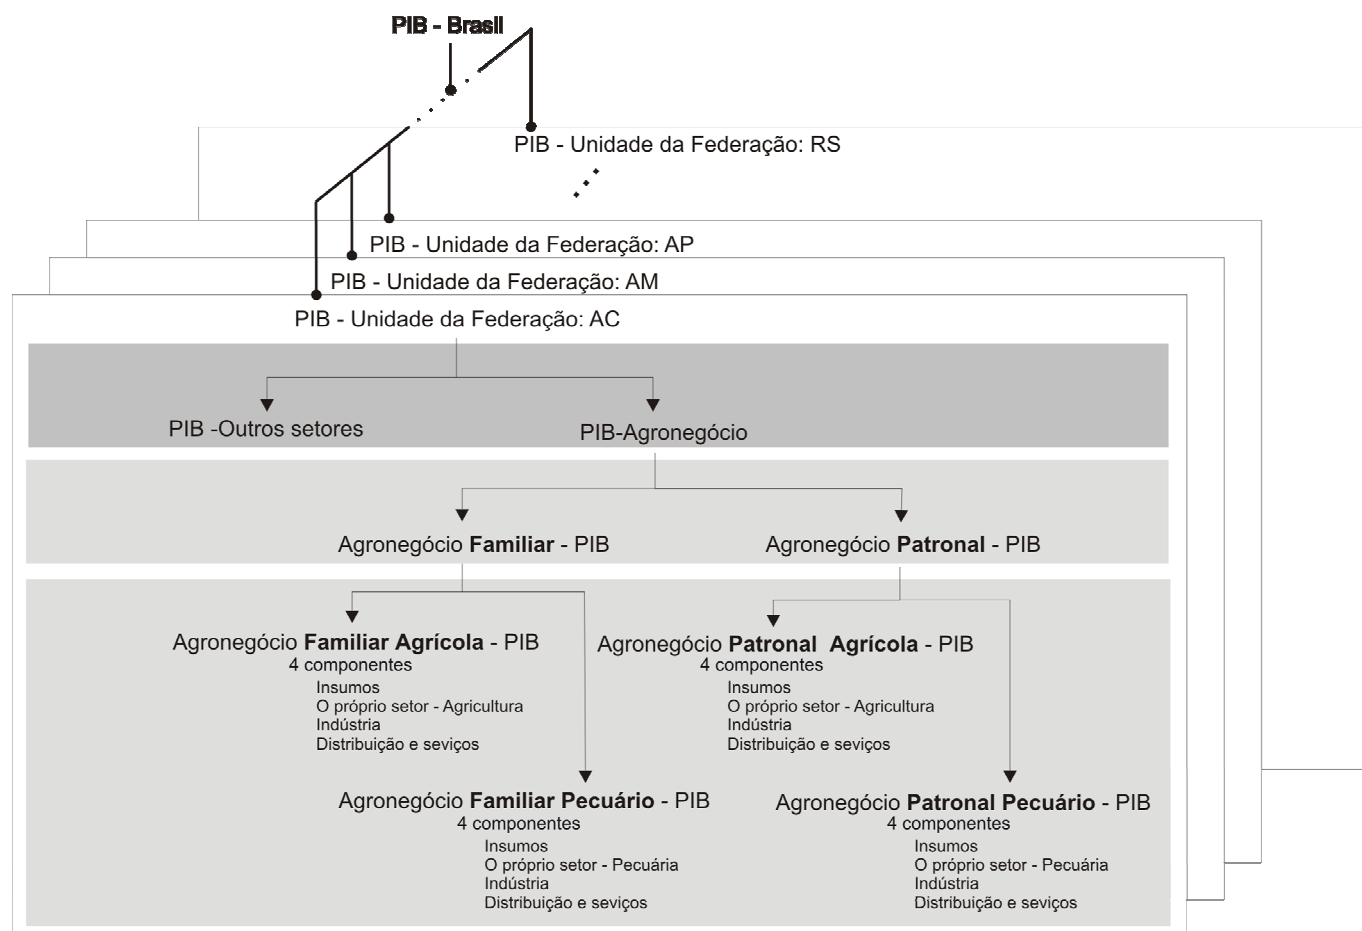 PIB - Brasil
PIB - Unidade da Federação: RS
PIB - Unidade da Federação: AP
PIB - Unidade da Federação: AM
PIB - Unidade da Federação: AC
PIB -Outros setores
PIB-Agronegócio
Agronegócio Familiar - PIB
Agronegócio Patronal - PIB
Agronegócio Familiar Agrícola - PIB
4 componentes
Insumos
O próprio setor - Agricultura
Indústria
Distribuição e seviços
Agronegócio Patronal Agrícola - PIB
4 componentes
Insumos
O próprio setor - Agricultura
Indústria
Distribuição e seviços
Agronegócio Familiar Pecuário - PIB
4 componentes
Insumos
O próprio setor - Pecuária
Indústria
Distribuição e seviços
Agronegócio Patronal Pecuário - PIB
4 componentes
Insumos
O próprio setor - Pecuária
Indústria
Distribuição e seviços